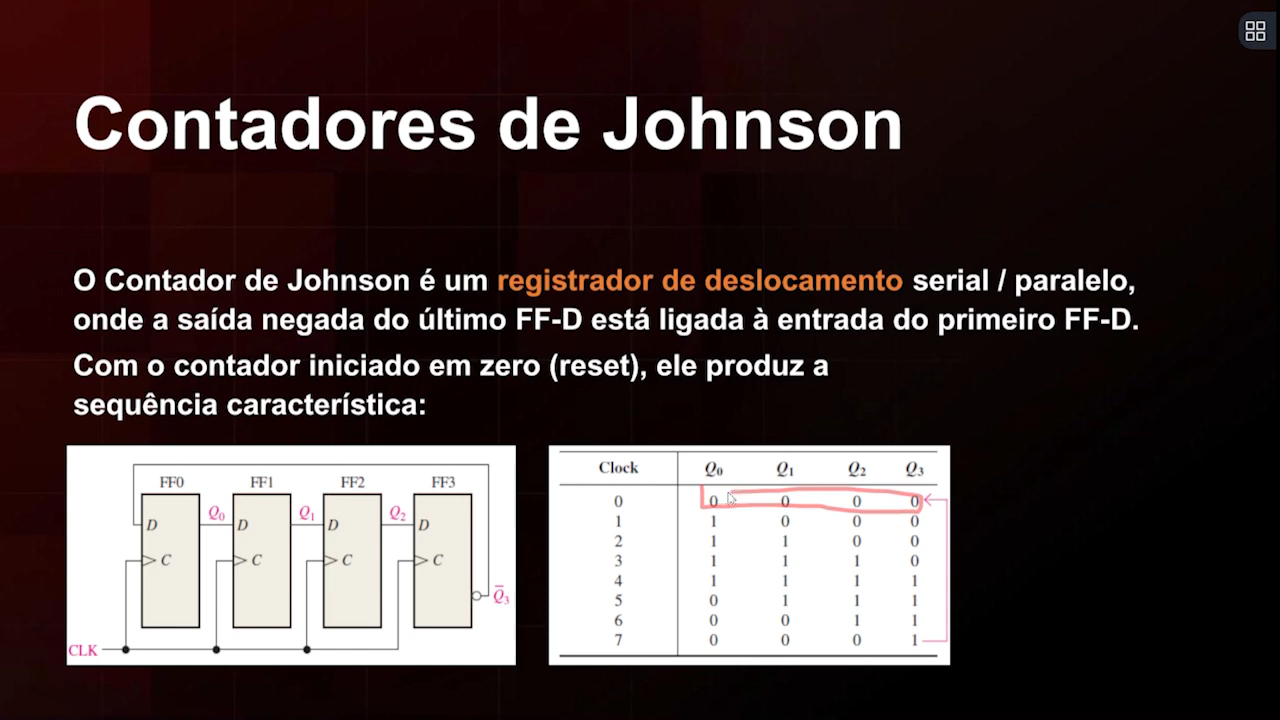 Contadores de Johnson
O Contador de Johnson é um registrador de deslocamento serial / paralelo,
onde a saída negada do último FF-D está ligada à entrada do primeiro FF-D.
Com o contador iniciado em zero (reset), ele produz a
sequência característica:
FF0 FF1 FF2 FF3
D Q0 D Q1 D Q2 D
C C C C
Q̅3
CLK
Clock Q0 Q1 Q2 Q3
0 0 0 0 0
1 1 0 0 0
2 1 1 0 0
3 1 1 1 0
4 1 1 1 1
5 0 1 1 1
6 0 0 1 1
7 0 0 0 1